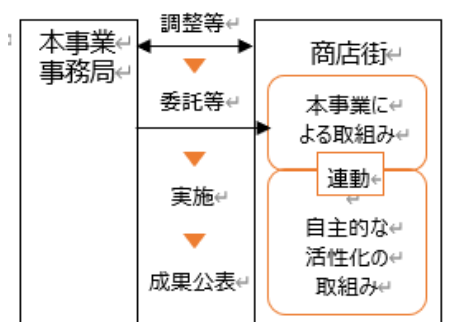 本事業
事務局
調整等
委託等
実施
成果公表
商店街
本事業に
よる取組み
連動
自主的な
活性化の
取組み